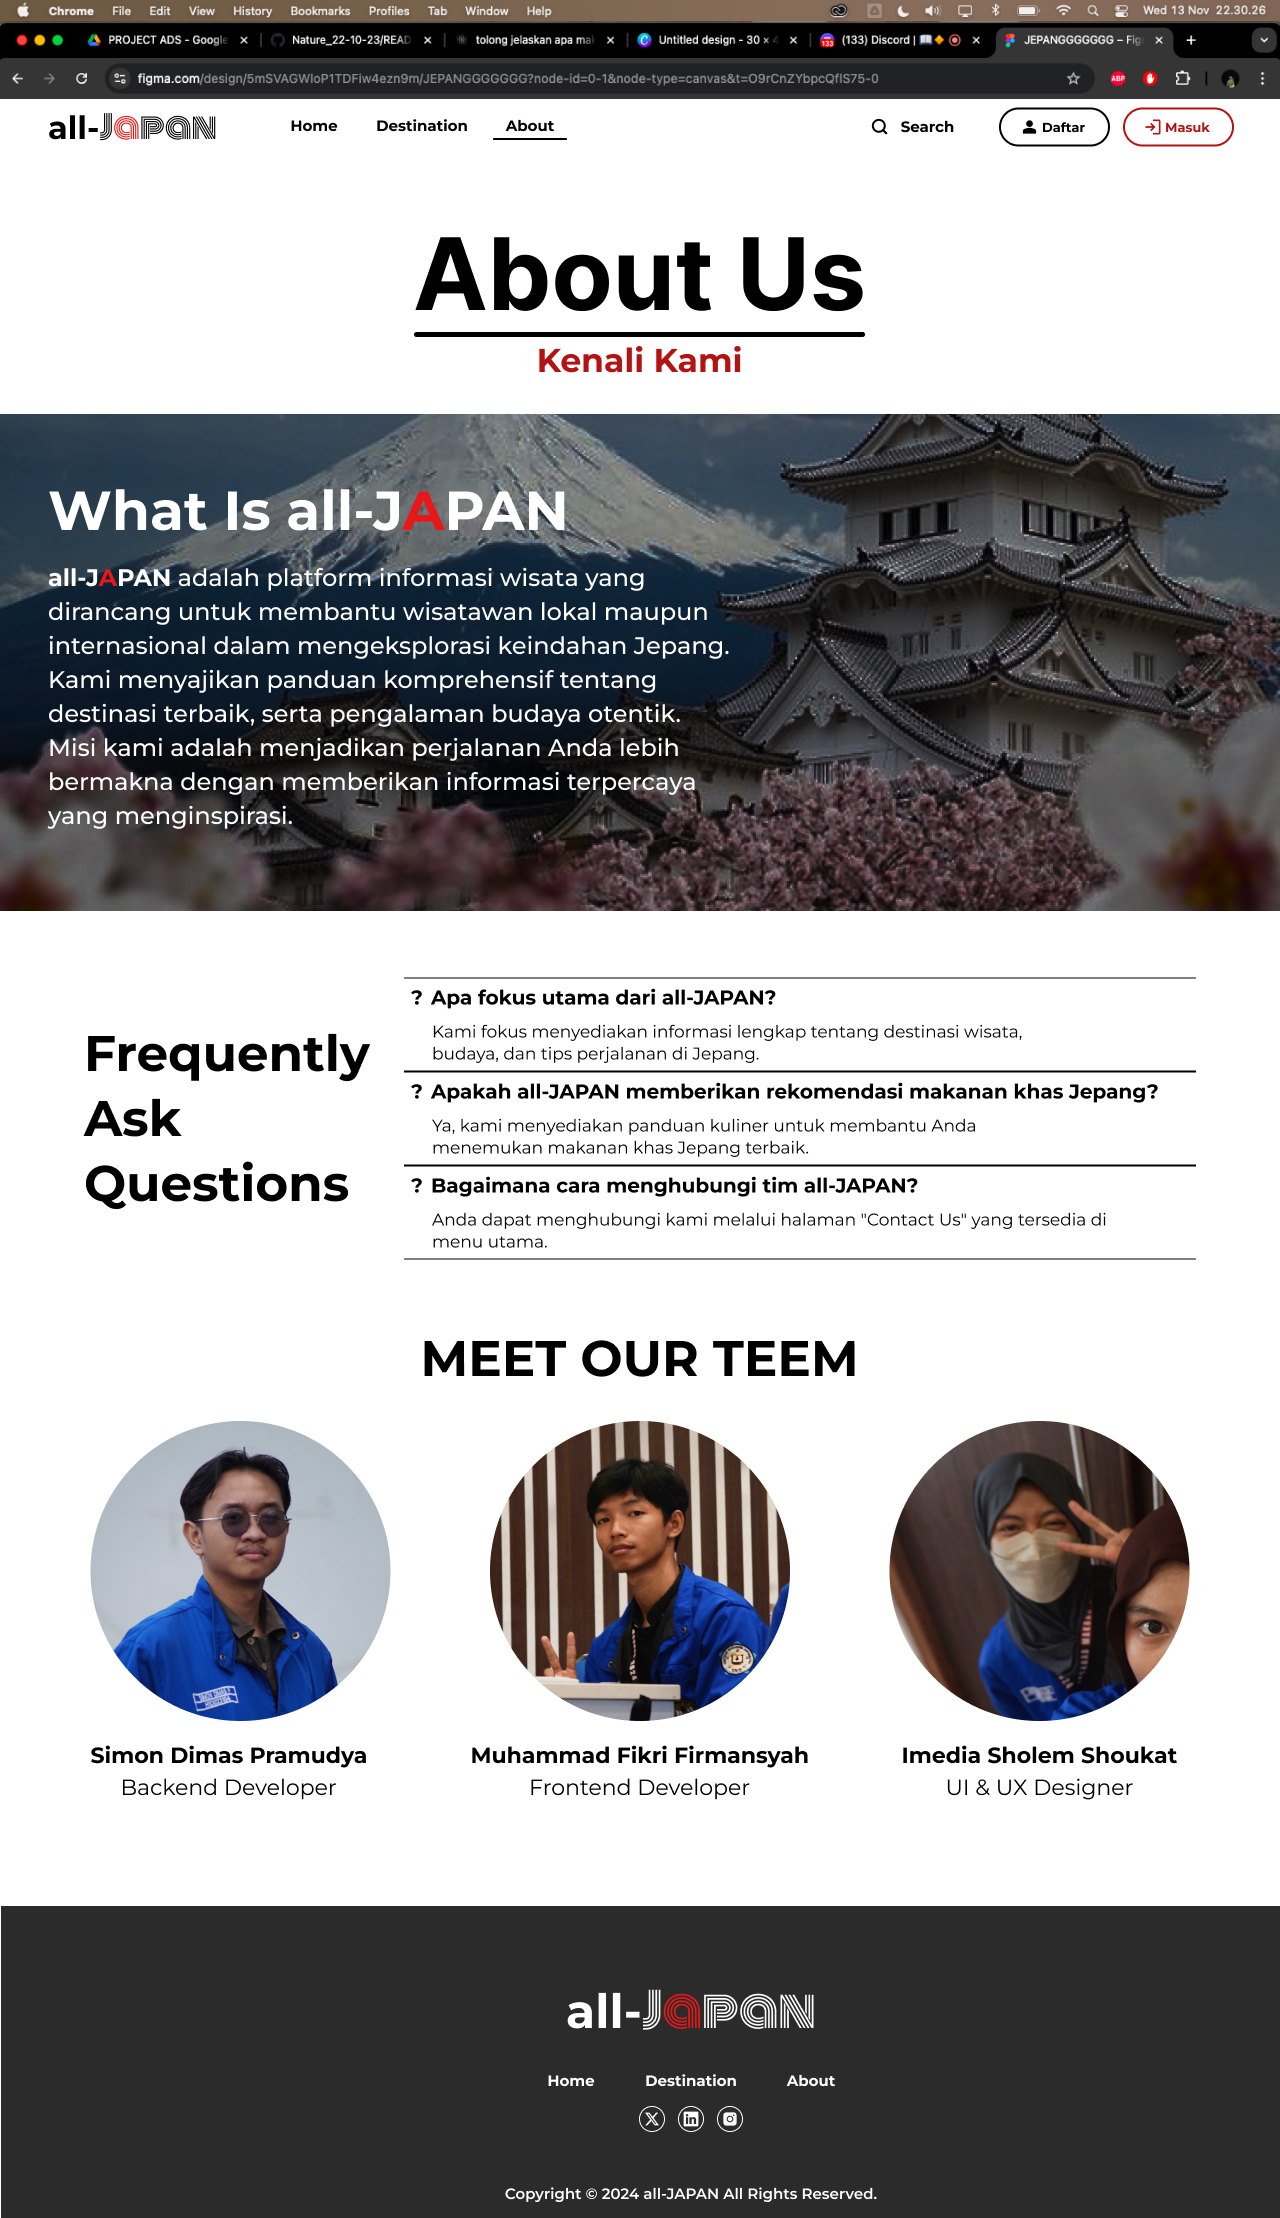 Chrome File Edit View History Bookmarks Profiles Tab Window Help Wed 13 Nov 22.30.26
PROJECT ADS - Google Nature_22-10-23/READ tolong jelaskan apa mak Untitled design - 30 × 4 (133) Discord | JEPANGGGGGGG – Fig
figma.com/design/5mSVAGWIoP1TDFiw4ezn9m/JEPANGGGGGGG?node-id=0-1&node-type=canvas&t=O9rCnZYbpcQflS75-0 ABP
all-JAPAN Home Destination About Search Daftar Masuk
About Us
Kenali Kami
What Is all-JAPAN
all-JAPAN adalah platform informasi wisata yang
dirancang untuk membantu wisatawan lokal maupun
internasional dalam mengeksplorasi keindahan Jepang.
Kami menyajikan panduan komprehensif tentang
destinasi terbaik, serta pengalaman budaya otentik.
Misi kami adalah menjadikan perjalanan Anda lebih
bermakna dengan memberikan informasi terpercaya
yang menginspirasi.
Frequently
Ask
Questions
? Apa fokus utama dari all-JAPAN?
Kami fokus menyediakan informasi lengkap tentang destinasi wisata,
budaya, dan tips perjalanan di Jepang.
? Apakah all-JAPAN memberikan rekomendasi makanan khas Jepang?
Ya, kami menyediakan panduan kuliner untuk membantu Anda
menemukan makanan khas Jepang terbaik.
? Bagaimana cara menghubungi tim all-JAPAN?
Anda dapat menghubungi kami melalui halaman "Contact Us" yang tersedia di
menu utama.
MEET OUR TEEM
Simon Dimas Pramudya
Backend Developer
Muhammad Fikri Firmansyah
Frontend Developer
Imedia Sholem Shoukat
UI & UX Designer
all-JAPAN
Home Destination About
Copyright © 2024 all-JAPAN All Rights Reserved.